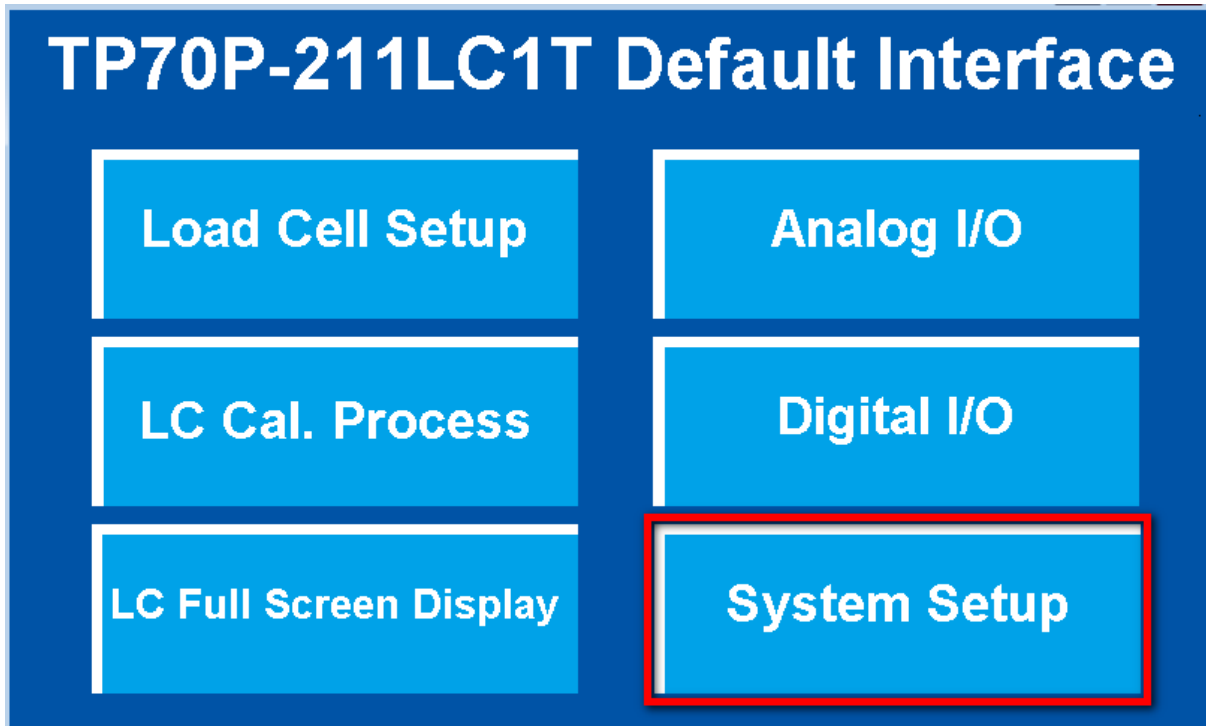 TP70P-211LC1T Default Interface
Load Cell Setup
Analog I/O
LC Cal. Process
Digital I/O
LC Full Screen Display
System Setup